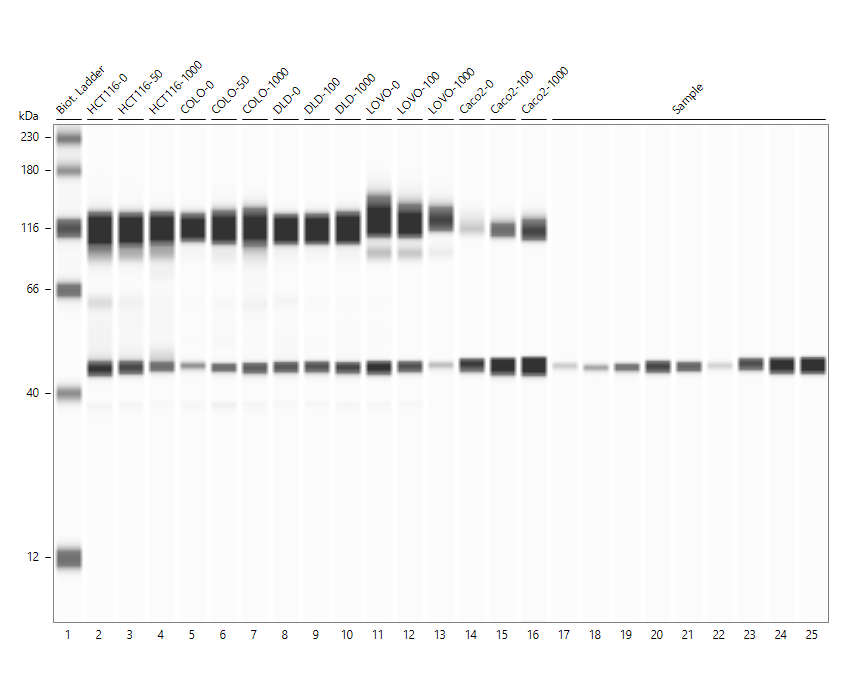 Biot. Ladder
HCT116-0
HCT116-50
HCT116-1000
COLO-0
COLO-50
COLO-1000
DLD-0
DLD-100
DLD-1000
LOVO-0
LOVO-100
LOVO-1000
Caco2-0
Caco2-100
Caco2-1000
Sample
kDa
230
180
116
66
40
12
1 2 3 4 5 6 7 8 9 10 11 12 13 14 15 16 17 18 19 20 21 22 23 24 25